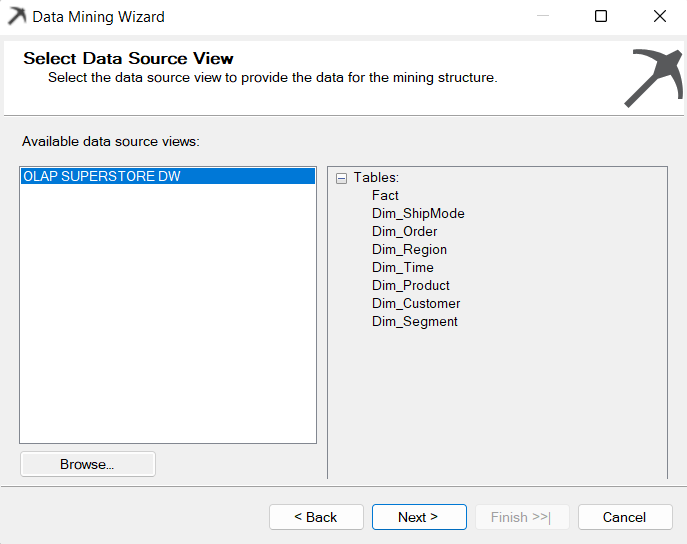 Data Mining Wizard
Select Data Source View
Select the data source view to provide the data for the mining structure.
Available data source views:
OLAP SUPERSTORE DW
Tables:
Fact
Dim_ShipMode
Dim_Order
Dim_Region
Dim_Time
Dim_Product
Dim_Customer
Dim_Segment
Browse...
< Back
Next >
Finish >>|
Cancel